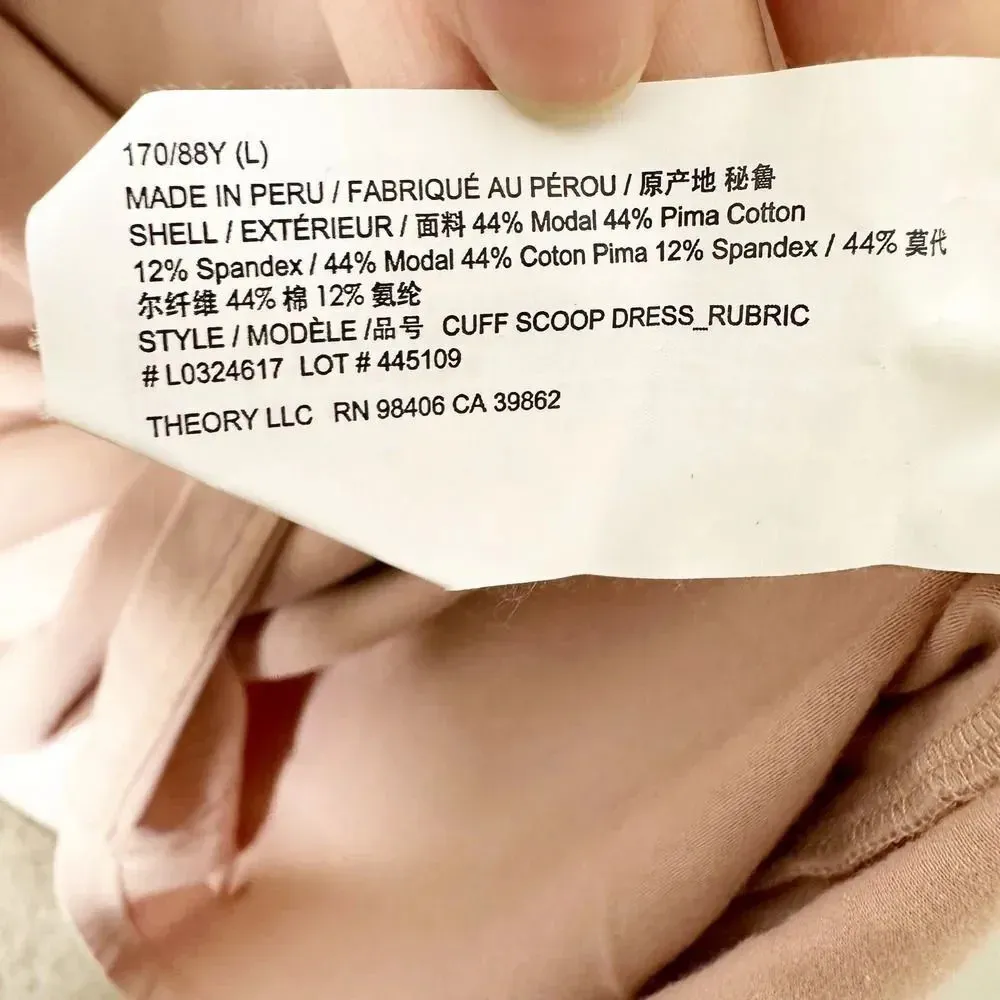 170/88Y (L)
MADE IN PERU / FABRIQUÉ AU PÉROU / 原产地 秘鲁
SHELL / EXTÉRIEUR / 面料 44% Modal 44% Pima Cotton
12% Spandex / 44% Modal 44% Coton Pima 12% Spandex / 44% 莫代
尔纤维 44% 棉 12% 氨纶
STYLE / MODÈLE /品号 CUFF SCOOP DRESS_RUBRIC
# L0324617 LOT # 445109
THEORY LLC RN 98406 CA 39862